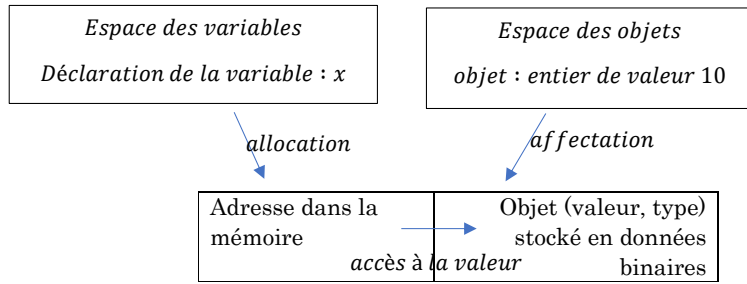 Espace des variables
Déclaration de la variable : x
Espace des objets
objet : entier de valeur 10
allocation
affectation
Adresse dans la
mémoire
Objet (valeur, type)
stocké en données
binaires
accès à la valeur